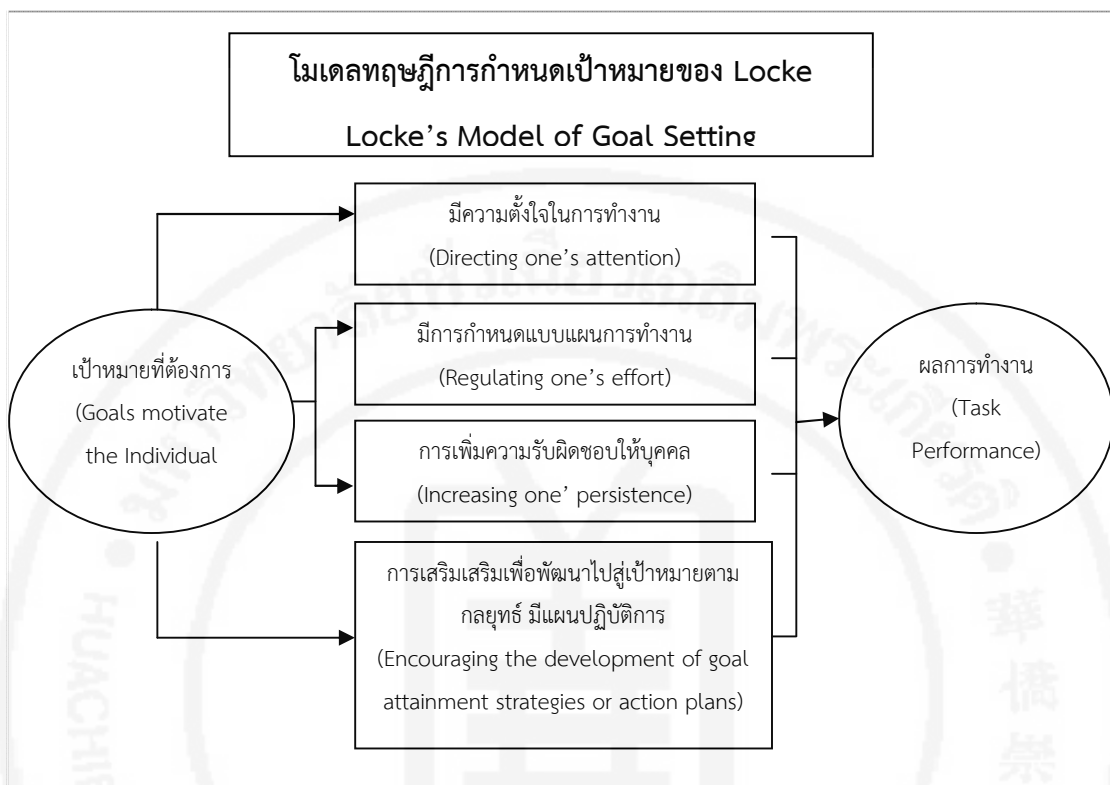 โมเดลทฤษฎีการกำหนดเป้าหมายของ Locke
Locke's Model of Goal Setting
มีความตั้งใจในการทำงาน
(Directing one's attention)
เป้าหมายที่ต้องการ
(Goals motivate
the Individual
มีการกำหนดแบบแผนการทำงาน
(Regulating one's effort)
การเพิ่มความรับผิดชอบให้บุคคล
(Increasing one' persistence)
การเสริมเสริมเพื่อพัฒนาไปสู่เป้าหมายตาม
กลยุทธ์ มีแผนปฏิบัติการ
(Encouraging the development of goal
attainment strategies or action plans)
ผลการทำงาน
(Task
Performance)
HUACHIE
華
僑
崇